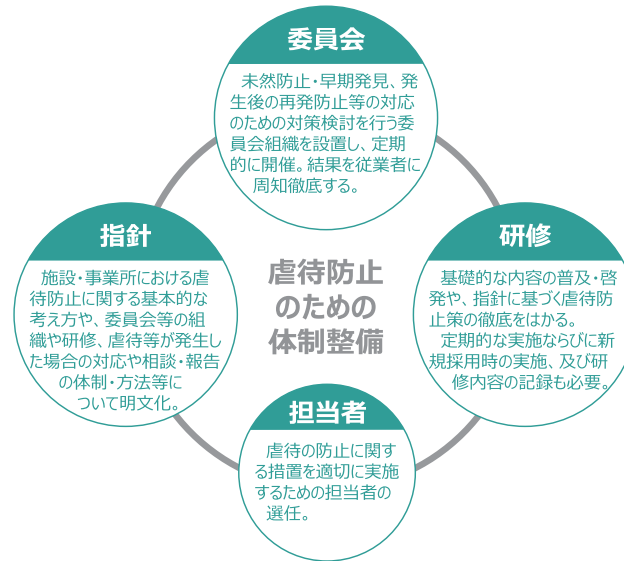 委員会
未然防止・早期発見、発
生後の再発防止等の対応
のための対策検討を行う委
員会組織を設置し、定期
的に開催。結果を従業者に
周知徹底する。
指針
施設・事業所における虐
待防止に関する基本的な
考え方や、委員会等の組
織や研修、虐待等が発生し
た場合の対応や相談・報告
の体制・方法等に
ついて明文化。
虐待防止
のための
体制整備
研修
基礎的な内容の普及・啓
発や、指針に基づく虐待防
止策の徹底をはかる。
定期的な実施ならびに新
規採用時の実施、及び研
修内容の記録も必要。
担当者
虐待の防止に関す
る措置を適切に実施
するための担当者の
選任。